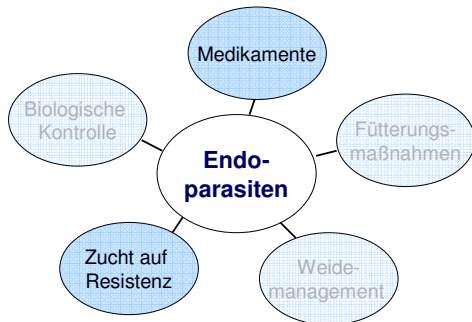 Medikamente
Biologische
Kontrolle
Fütterungs-
maßnahmen
Endo-
parasiten
Zucht auf
Resistenz
Weide-
management